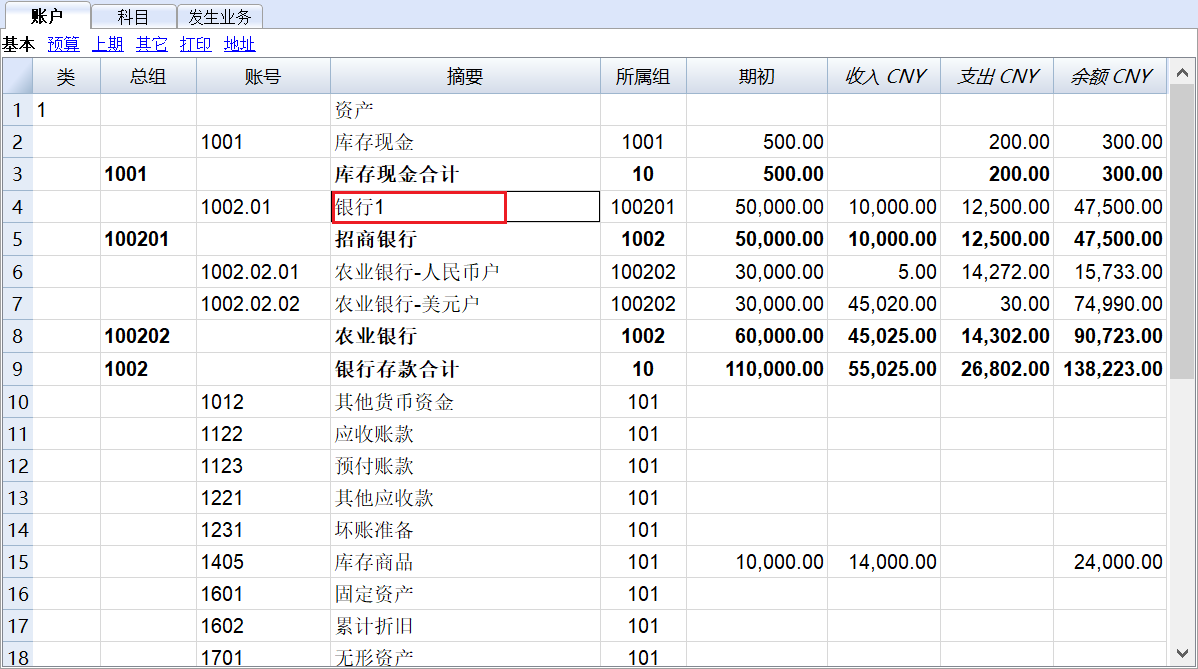 账户 科目 发生业务
基本 预算 上期 其它 打印 地址
类 总组 账号 摘要 所属组 期初 收入 CNY 支出 CNY 余额 CNY
1 1 资产
2 1001 库存现金 1001 500.00 200.00 300.00
3 1001 库存现金合计 10 500.00 200.00 300.00
4 1002.01 银行1 100201 50,000.00 10,000.00 12,500.00 47,500.00
5 100201 招商银行 1002 50,000.00 10,000.00 12,500.00 47,500.00
6 1002.02.01 农业银行-人民币户 100202 30,000.00 5.00 14,272.00 15,733.00
7 1002.02.02 农业银行-美元户 100202 30,000.00 45,020.00 30.00 74,990.00
8 100202 农业银行 1002 60,000.00 45,025.00 14,302.00 90,723.00
9 1002 银行存款合计 10 110,000.00 55,025.00 26,802.00 138,223.00
10 1012 其他货币资金 101
11 1122 应收账款 101
12 1123 预付账款 101
13 1221 其他应收款 101
14 1231 坏账准备 101
15 1405 库存商品 101 10,000.00 14,000.00 24,000.00
16 1601 固定资产 101
17 1602 累计折旧 101
18 1701 无形资产 101